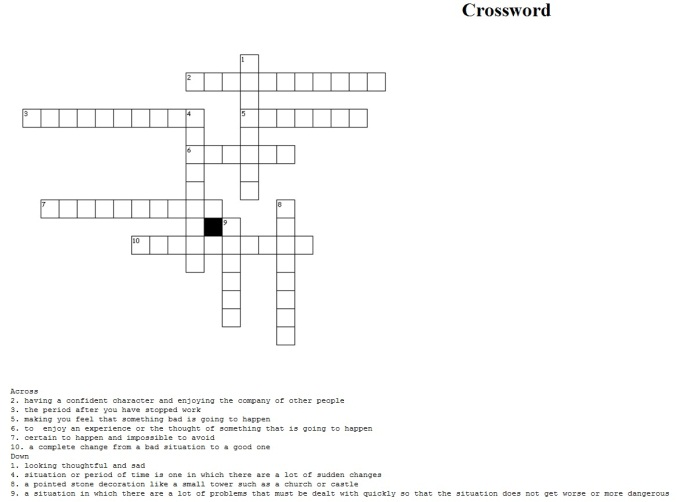 Crossword
1
2
3 4 5
6
7 8
9
10
Across
2. having a confident character and enjoying the company of other people
3. the period after you have stopped work
5. making you feel that something bad is going to happen
6. to enjoy an experience or the thought of something that is going to happen
7. certain to happen and impossible to avoid
10. a complete change from a bad situation to a good one
Down
1. looking thoughtful and sad
4. situation or period of time is one in which there are a lot of sudden changes
8. a pointed stone decoration like a small tower such as a church or castle
9. a situation in which there are a lot of problems that must be dealt with quickly so that the situation does not get worse or more dangerous